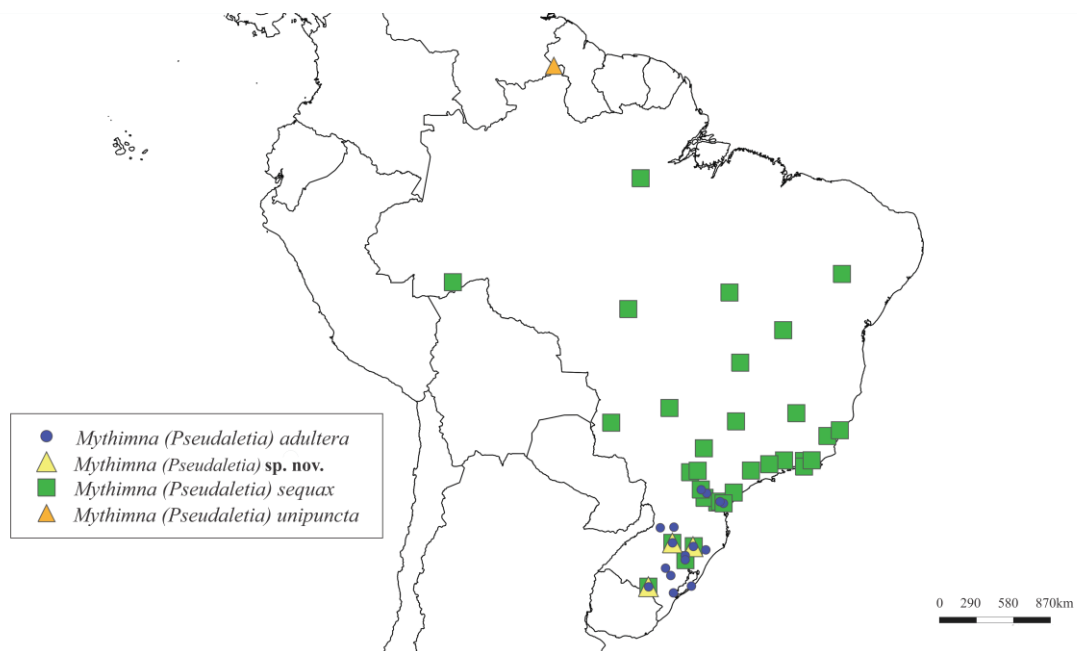 Mythimna (Pseudaletia) adultera
Mythimna (Pseudaletia) sp. nov.
Mythimna (Pseudaletia) sequax
Mythimna (Pseudaletia) unipuncta
0 290 580 870km